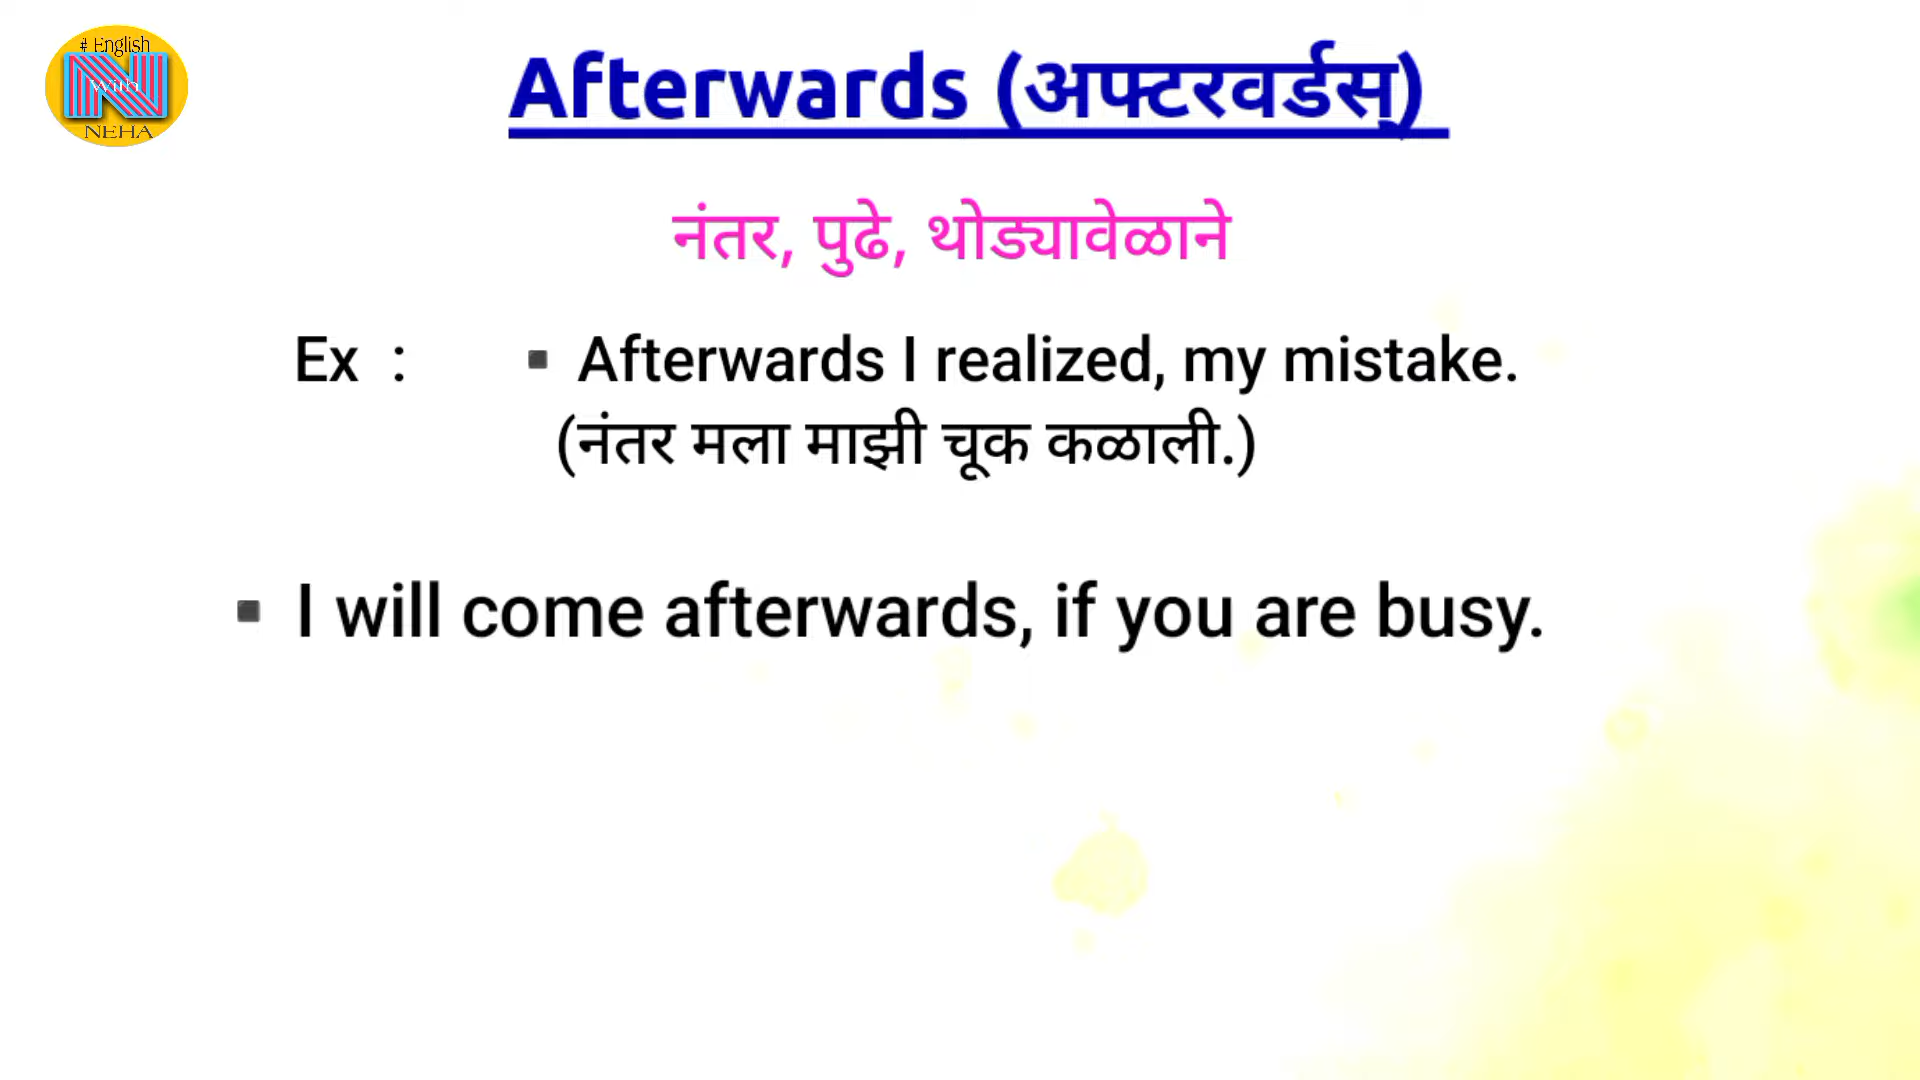 # English
With
NEHA
Afterwards (अफ्टरवर्डस्)
नंतर, पुढे, थोड्यावेळाने
Ex : ▪ Afterwards I realized, my mistake.
(नंतर मला माझी चूक कळाली.)
▪ I will come afterwards, if you are busy.